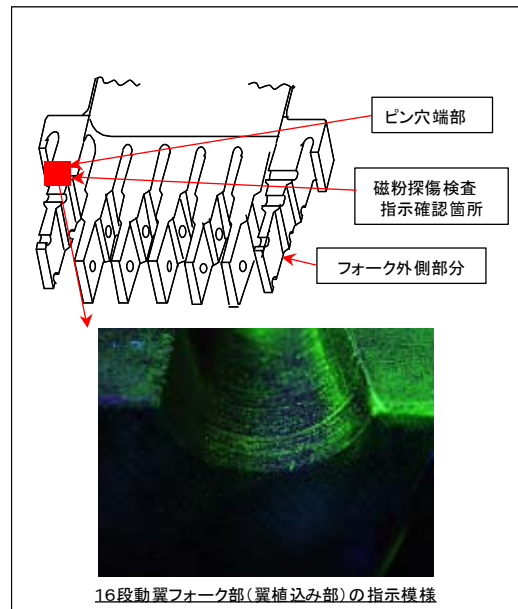 ピン穴端部
磁粉探傷検査
指示確認箇所
フォーク外側部分
16段動翼フォーク部(翼植込み部)の指示模様